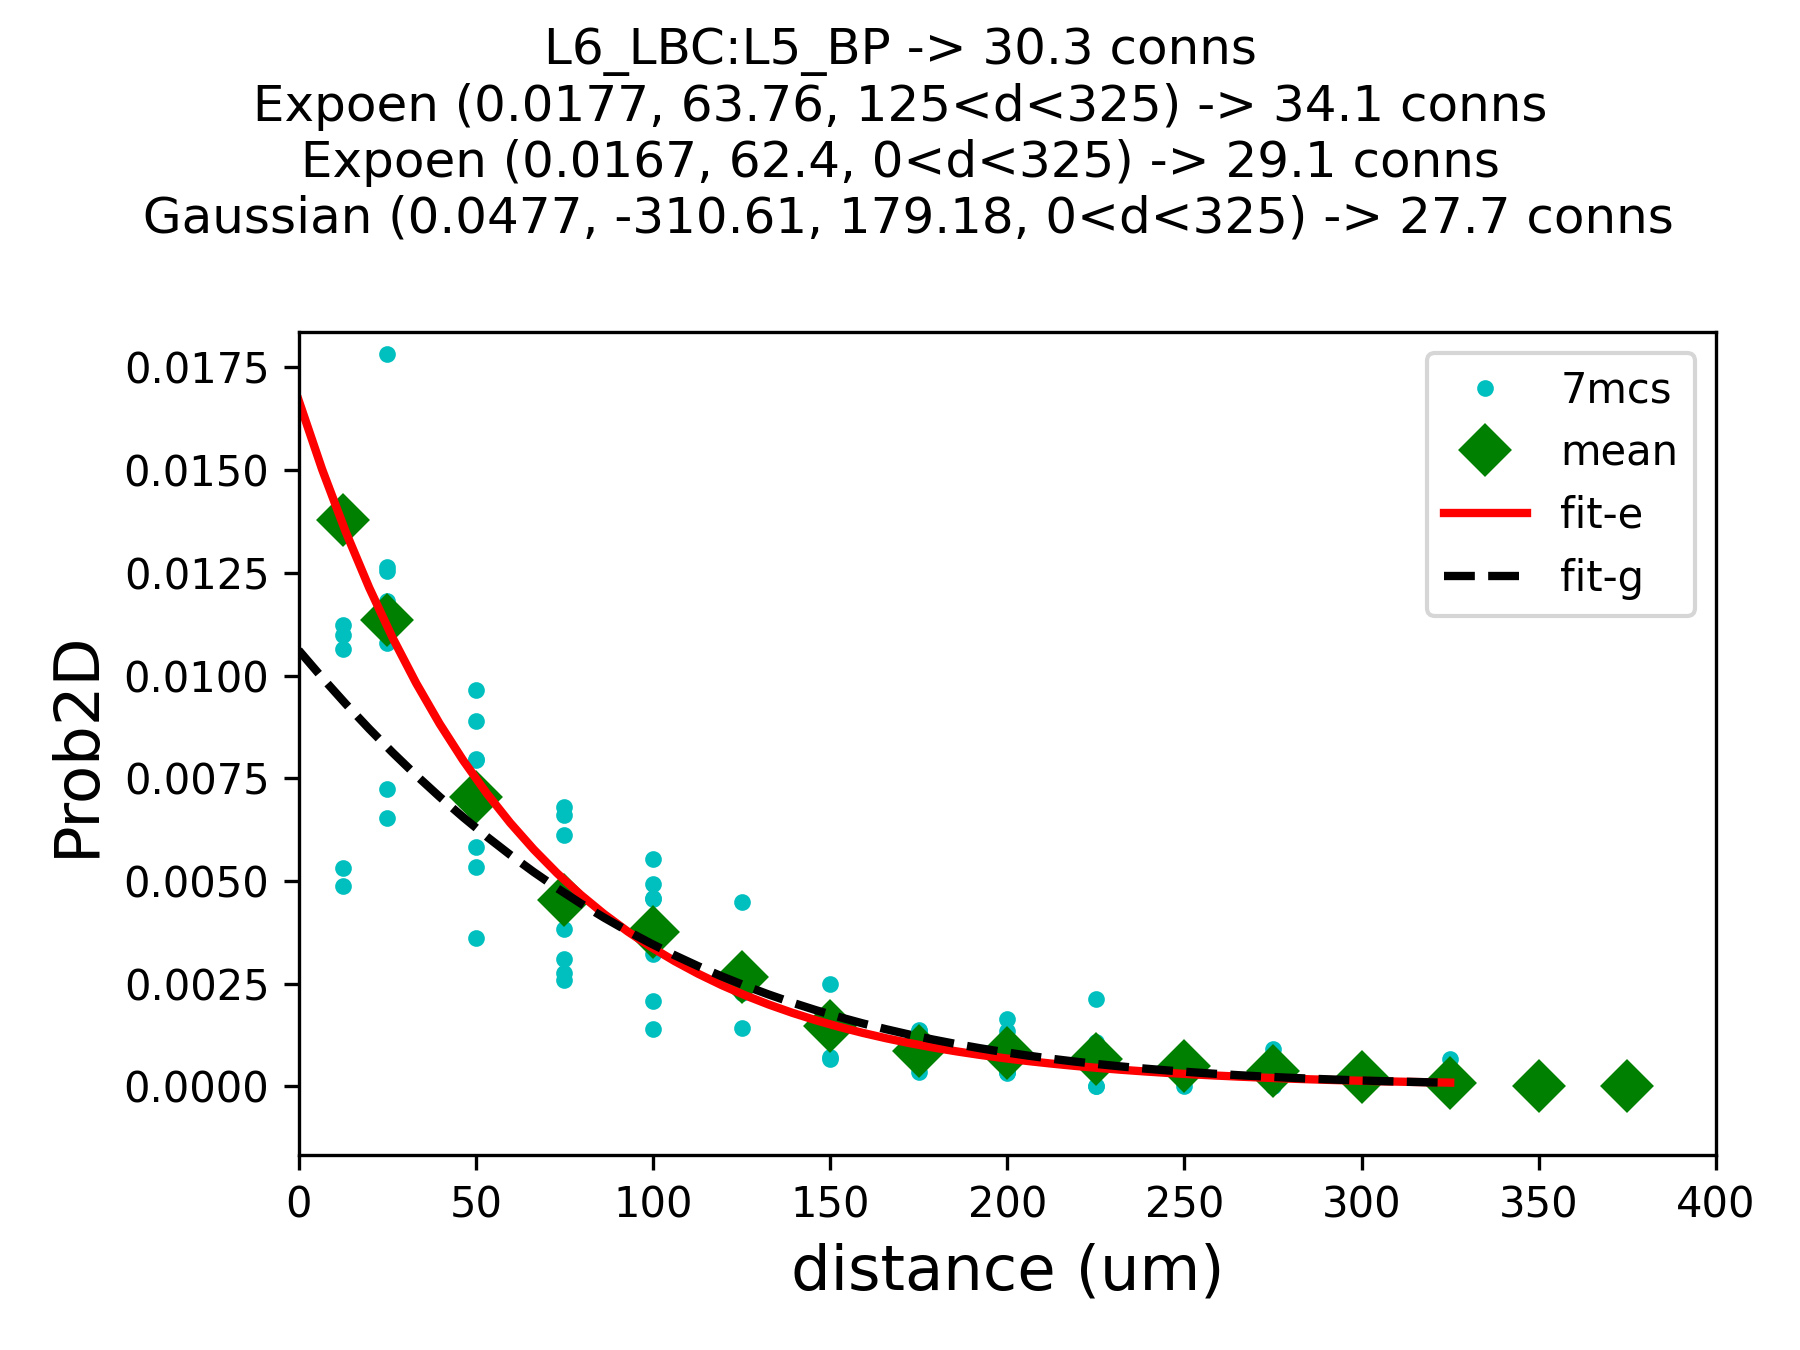 L6_LBC:L5_BP -> 30.3 conns
Expoen (0.0177, 63.76, 125<d<325) -> 34.1 conns
Expoen (0.0167, 62.4, 0<d<325) -> 29.1 conns
Gaussian (0.0477, -310.61, 179.18, 0<d<325) -> 27.7 conns
0.0175
0.0150
0.0125
0.0100
0.0075
0.0050
0.0025
0.0000
Prob2D
7mcs
mean
fit-e
fit-g
0 50 100 150 200 250 300 350 400
distance (um)